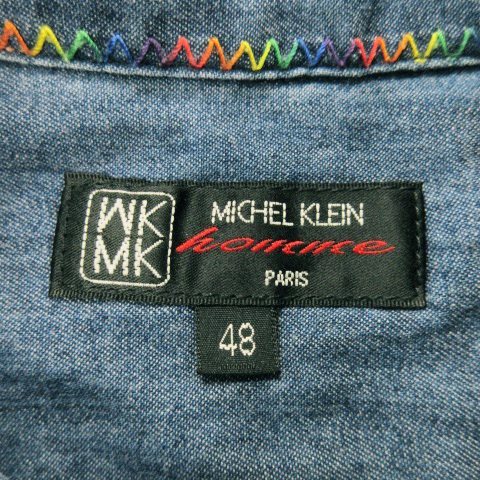 MK
MK
MICHEL KLEIN
homme
PARIS
48